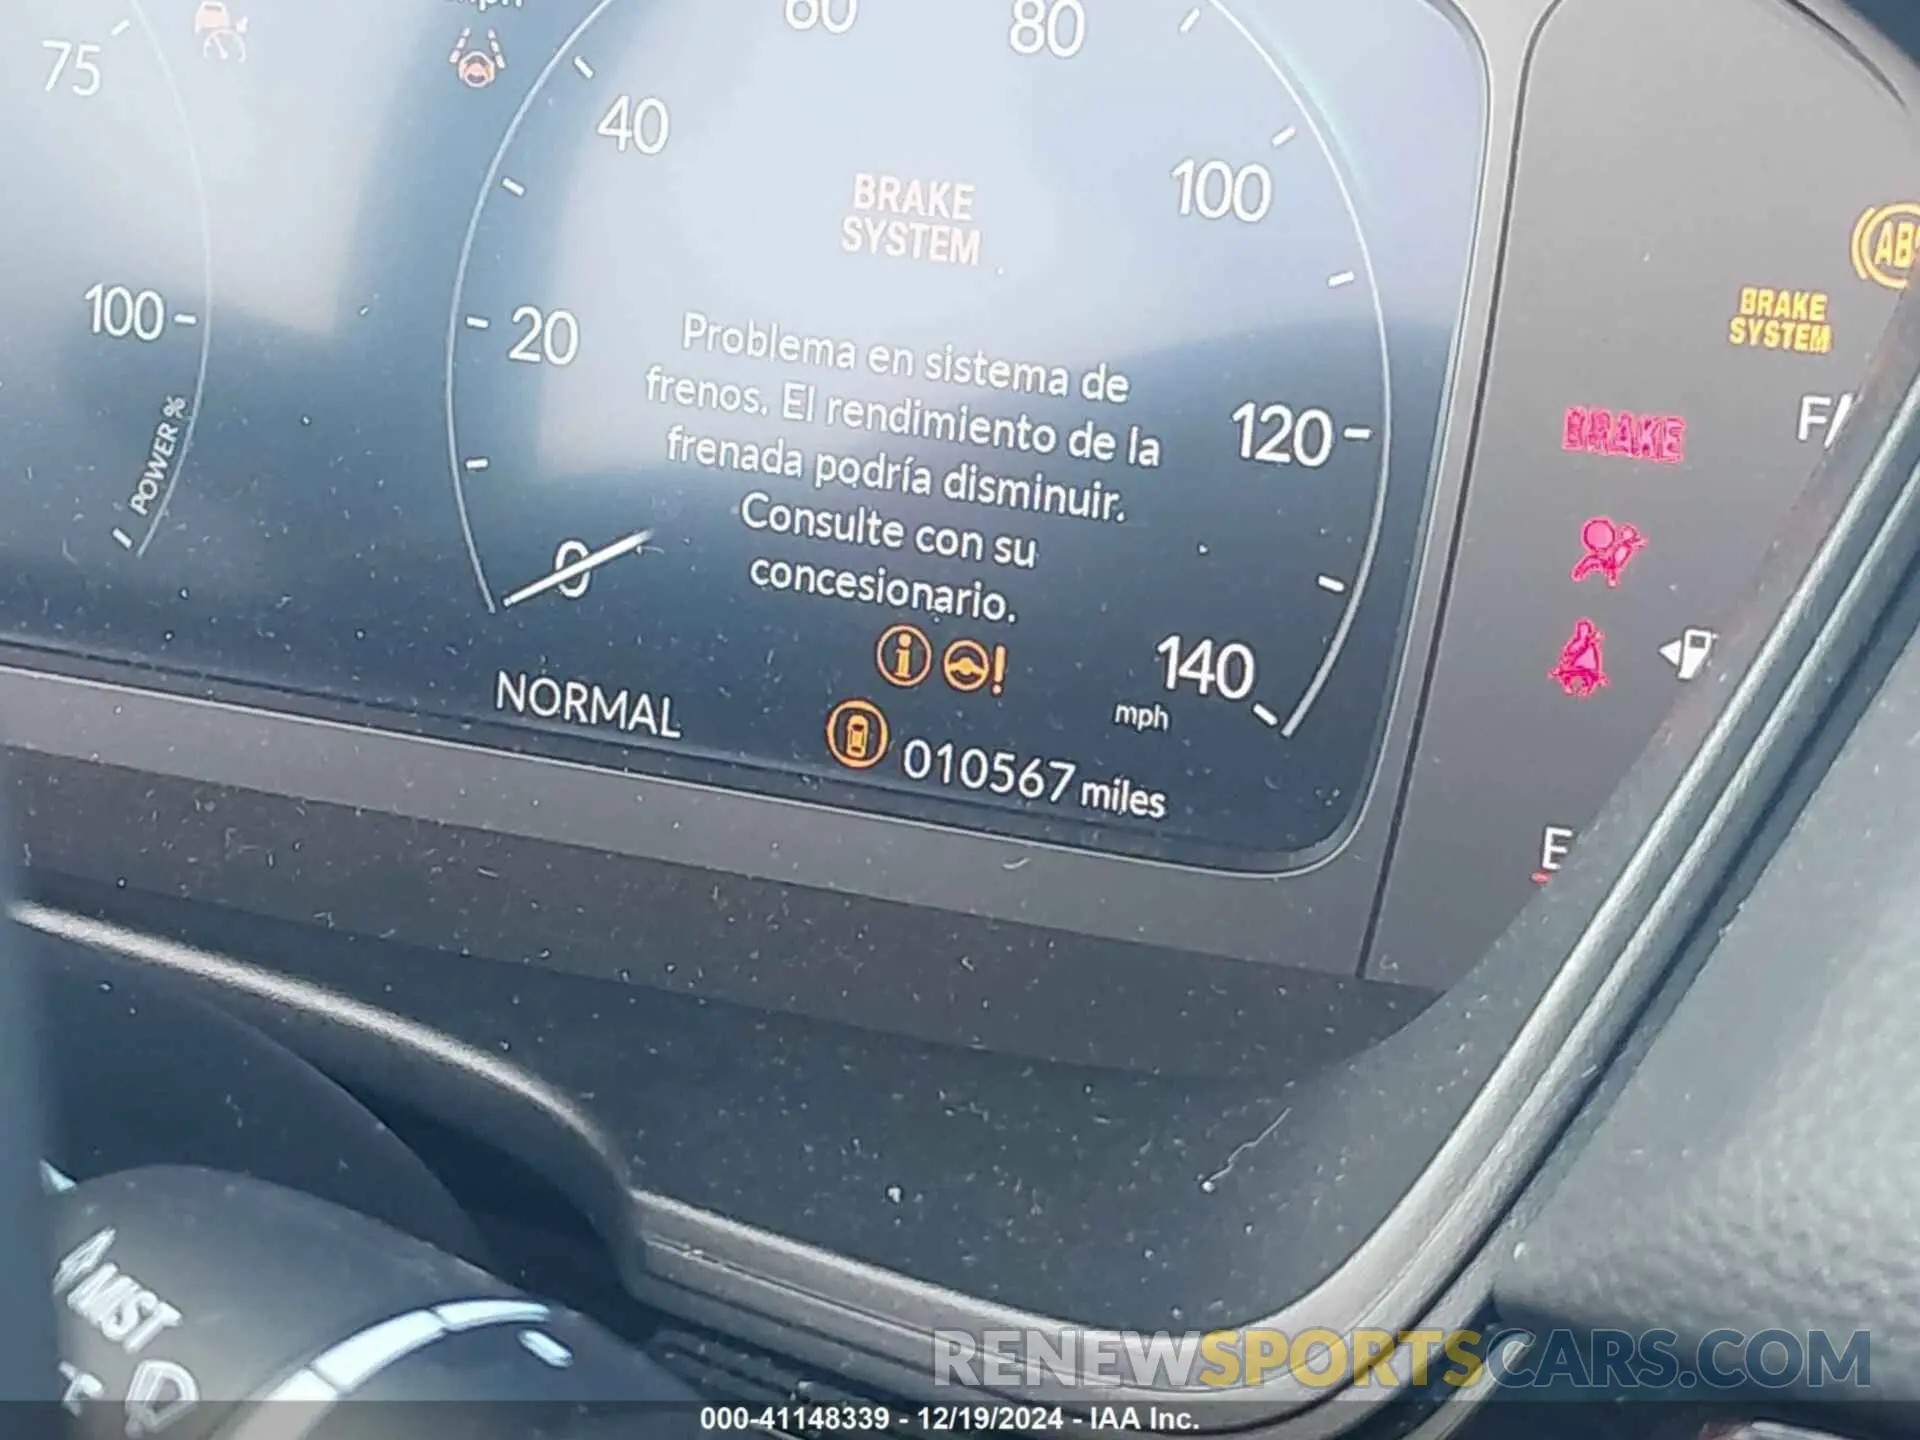 75
60
80
40
100
BRAKE
SYSTEM
ABS
BRAKE
SYSTEM
100
20
Problema en sistema de
frenos. El rendimiento de la
frenada podría disminuir.
Consulte con su
concesionario.
120
BRAKE
F/
POWER %
0
i
!
140
NORMAL
mph
010567 miles
E
MIST
RENEWSPORTSCARS.COM
000-41148339 - 12/19/2024 - IAA Inc.